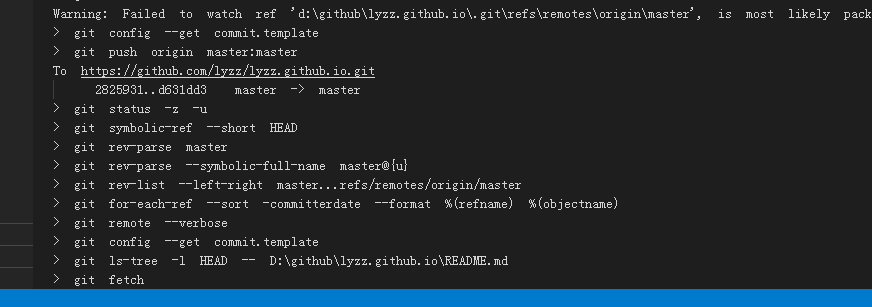 Warning: Failed to watch ref 'd:\github\lyzz.github.io\.git\refs\remotes\origin\master', is most likely pack
> git config --get commit.template
> git push origin master:master
To https://github.com/lyzz/lyzz.github.io.git
2825931..d631dd3 master -> master
> git status -z -u
> git symbolic-ref --short HEAD
> git rev-parse master
> git rev-parse --symbolic-full-name master@{u}
> git rev-list --left-right master...refs/remotes/origin/master
> git for-each-ref --sort -committerdate --format %(refname) %(objectname)
> git remote --verbose
> git config --get commit.template
> git ls-tree -l HEAD -- D:\github\lyzz.github.io\README.md
> git fetch